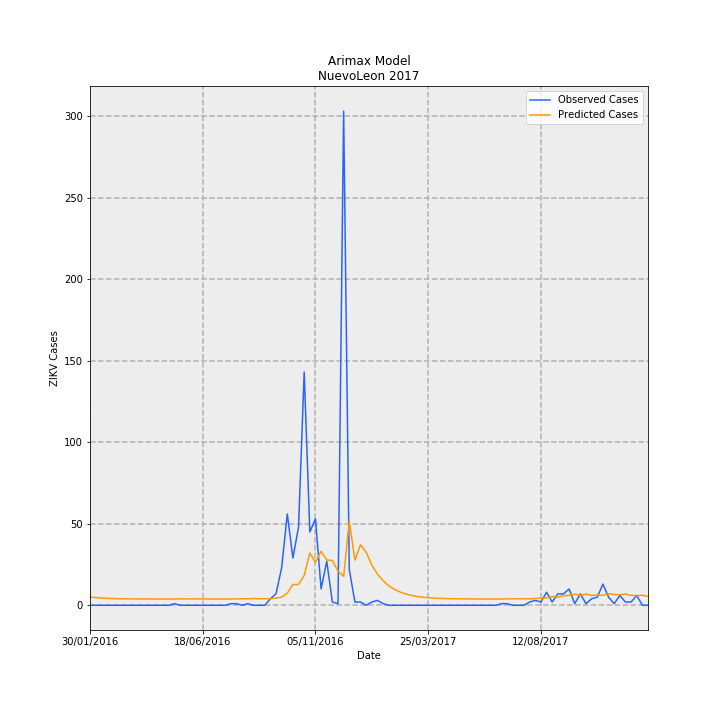 Arimax Model
NuevoLeon 2017
Observed Cases
Predicted Cases
300
250
200
150
100
50
0
ZIKV Cases
30/01/2016 18/06/2016 05/11/2016 25/03/2017 12/08/2017
Date